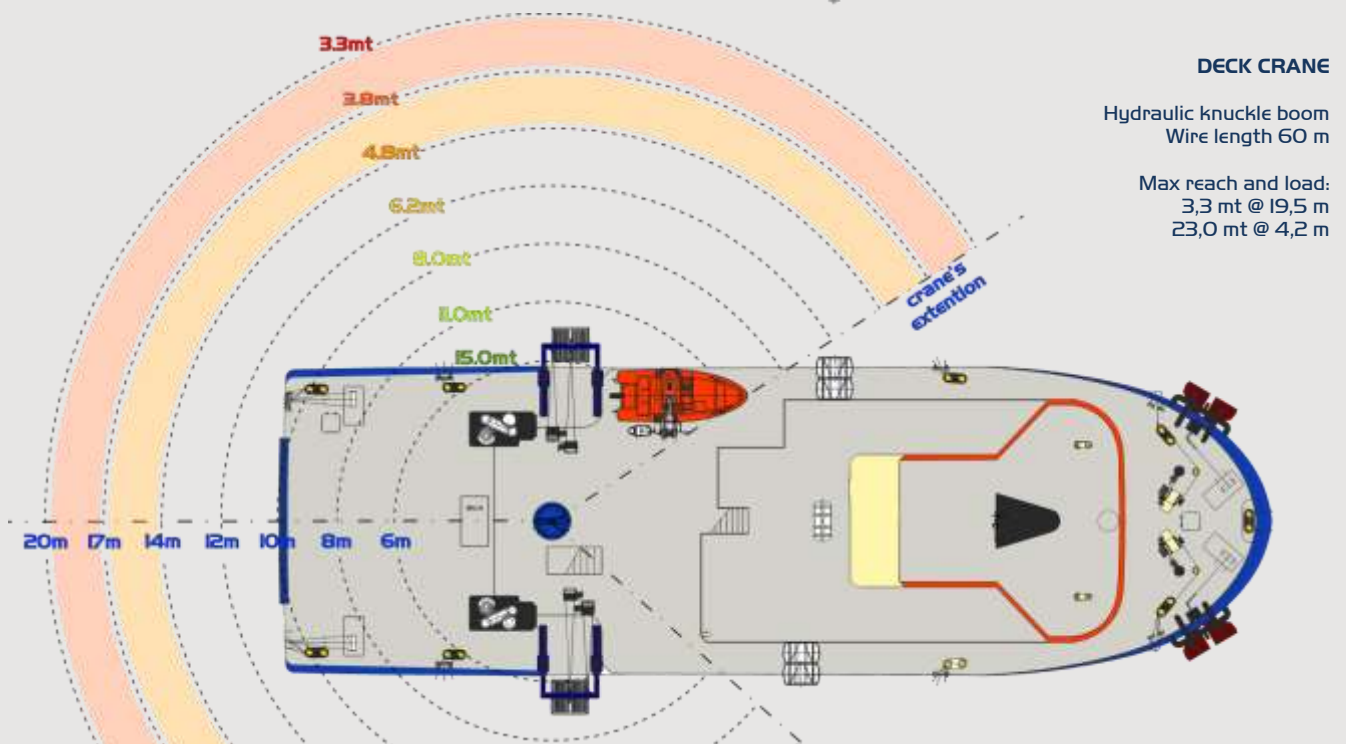 3.3mt
3.8mt
4.8mt
6.2mt
8.0mt
11.0mt
15.0mt
DECK CRANE
Hydraulic knuckle boom
Wire length 60 m
Max reach and load:
3,3 mt @ 19,5 m
23,0 mt @ 4,2 m
crane's
extention
20m 17m 14m 12m 10m 8m 6m